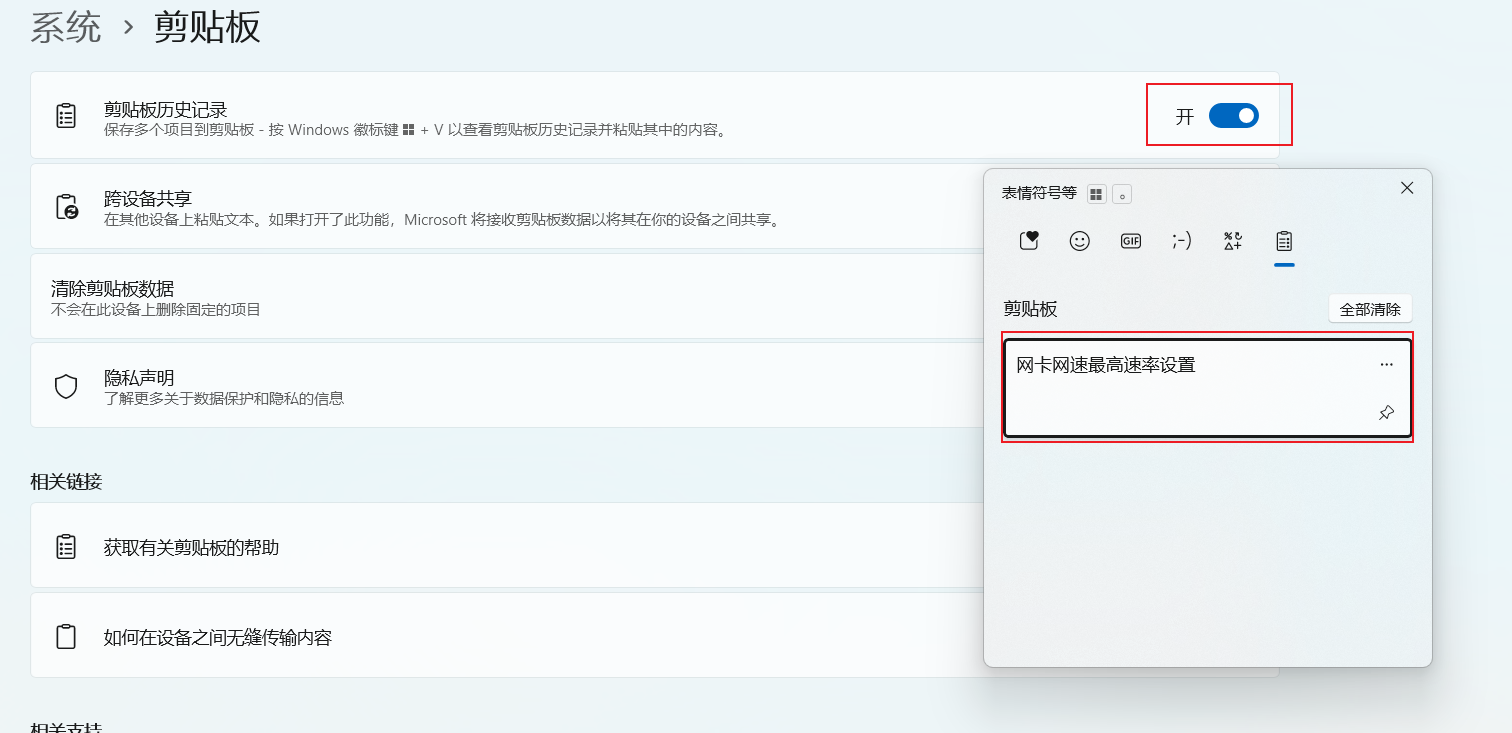 系统 › 剪贴板
剪贴板历史记录
保存多个项目到剪贴板 - 按 Windows 徽标键 + V 以查看剪贴板历史记录并粘贴其中的内容。
开
跨设备共享
在其他设备上粘贴文本。如果打开了此功能，Microsoft 将接收剪贴板数据以将其在你的设备之间共享。
清除剪贴板数据
不会在此设备上删除固定的项目
隐私声明
了解更多关于数据保护和隐私的信息
相关链接
获取有关剪贴板的帮助
如何在设备之间无缝传输内容
相关支持
表情符号等 。
GIF
;-)
剪贴板
全部清除
网卡网速最高速率设置